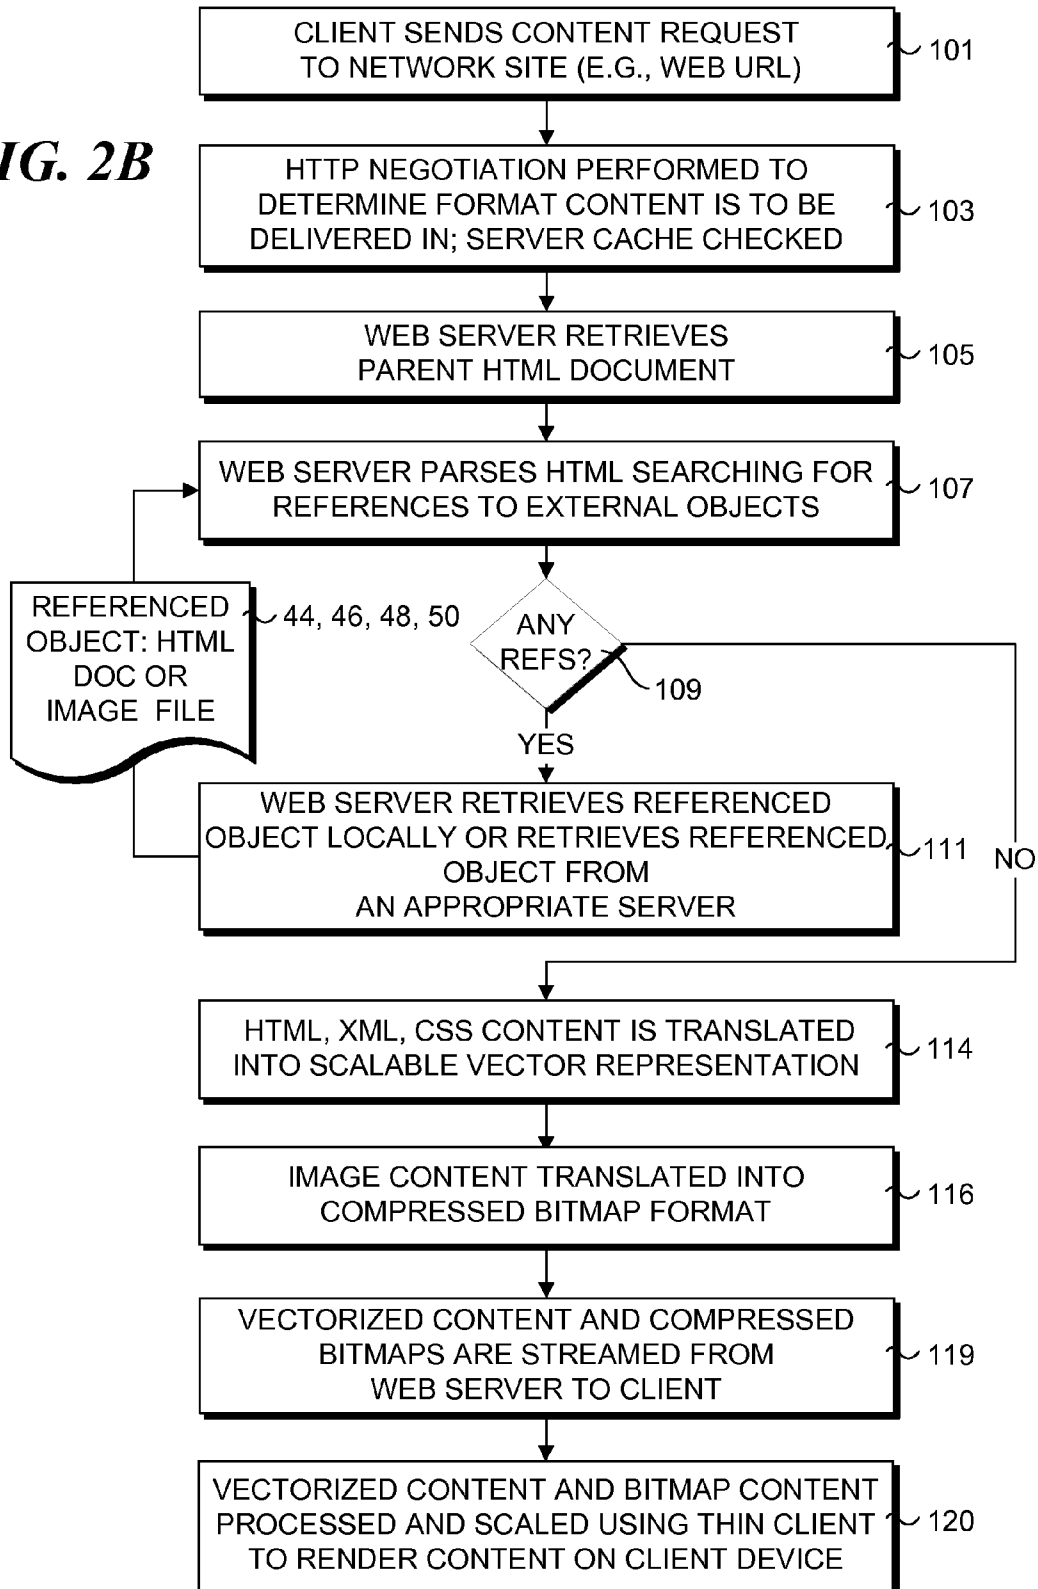 CLIENT SENDS CONTENT REQUEST
TO NETWORK SITE (E.G., WEB URL)
101
IG. 2B
HTTP NEGOTIATION PERFORMED TO
DETERMINE FORMAT CONTENT IS TO BE
DELIVERED IN; SERVER CACHE CHECKED
103
WEB SERVER RETRIEVES
PARENT HTML DOCUMENT
105
WEB SERVER PARSES HTML SEARCHING FOR
REFERENCES TO EXTERNAL OBJECTS
107
REFERENCED
OBJECT: HTML
DOC OR
IMAGE FILE
44, 46, 48, 50
ANY
REFS?
109
YES
WEB SERVER RETRIEVES REFERENCED
OBJECT LOCALLY OR RETRIEVES REFERENCED
OBJECT FROM
AN APPROPRIATE SERVER
111
NO
HTML, XML, CSS CONTENT IS TRANSLATED
INTO SCALABLE VECTOR REPRESENTATION
114
IMAGE CONTENT TRANSLATED INTO
COMPRESSED BITMAP FORMAT
116
VECTORIZED CONTENT AND COMPRESSED
BITMAPS ARE STREAMED FROM
WEB SERVER TO CLIENT
119
VECTORIZED CONTENT AND BITMAP CONTENT
PROCESSED AND SCALED USING THIN CLIENT
TO RENDER CONTENT ON CLIENT DEVICE
120